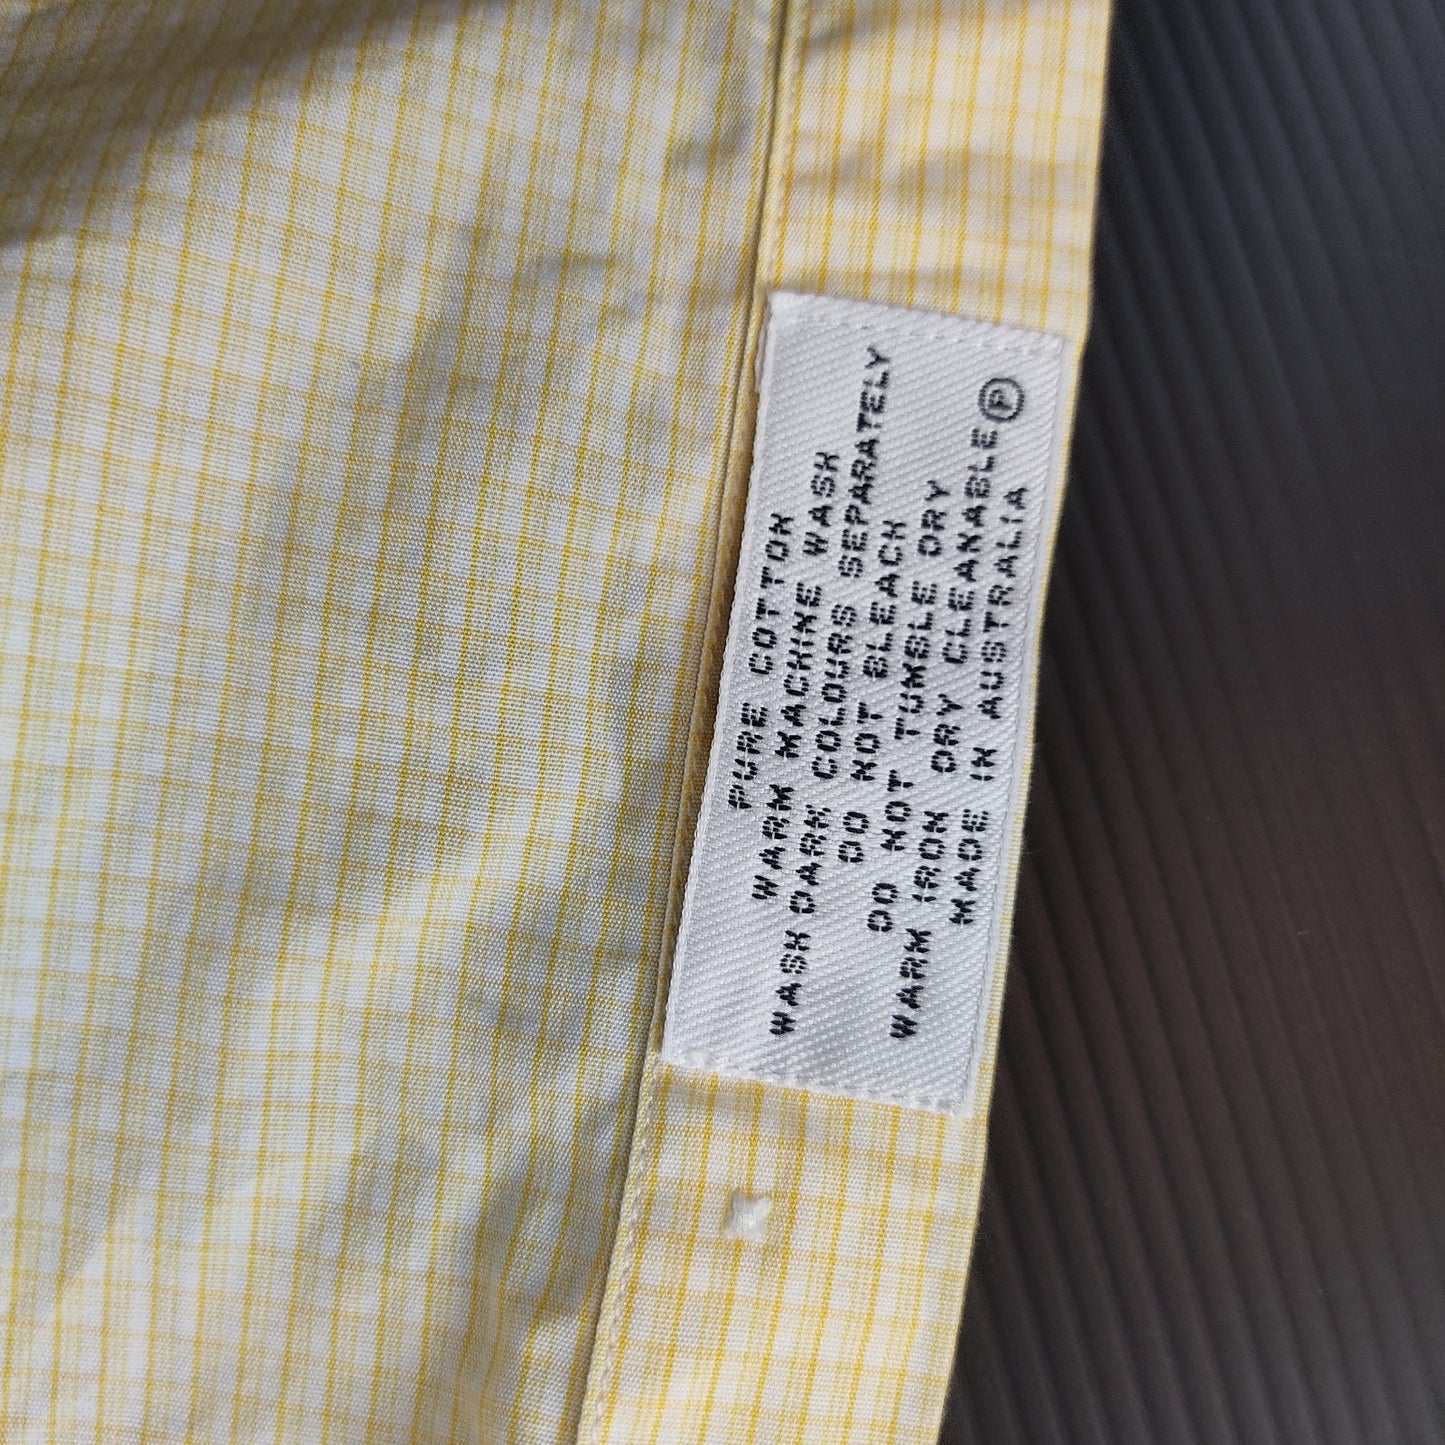 PURE COTTON
WARM MACHINE WASH
WASH DARK COLOURS SEPARATELY
DO NOT BLEACH
DO NOT TUMBLE DRY
WARM IRON DRY CLEANABLE Ⓟ
MADE IN AUSTRALIA